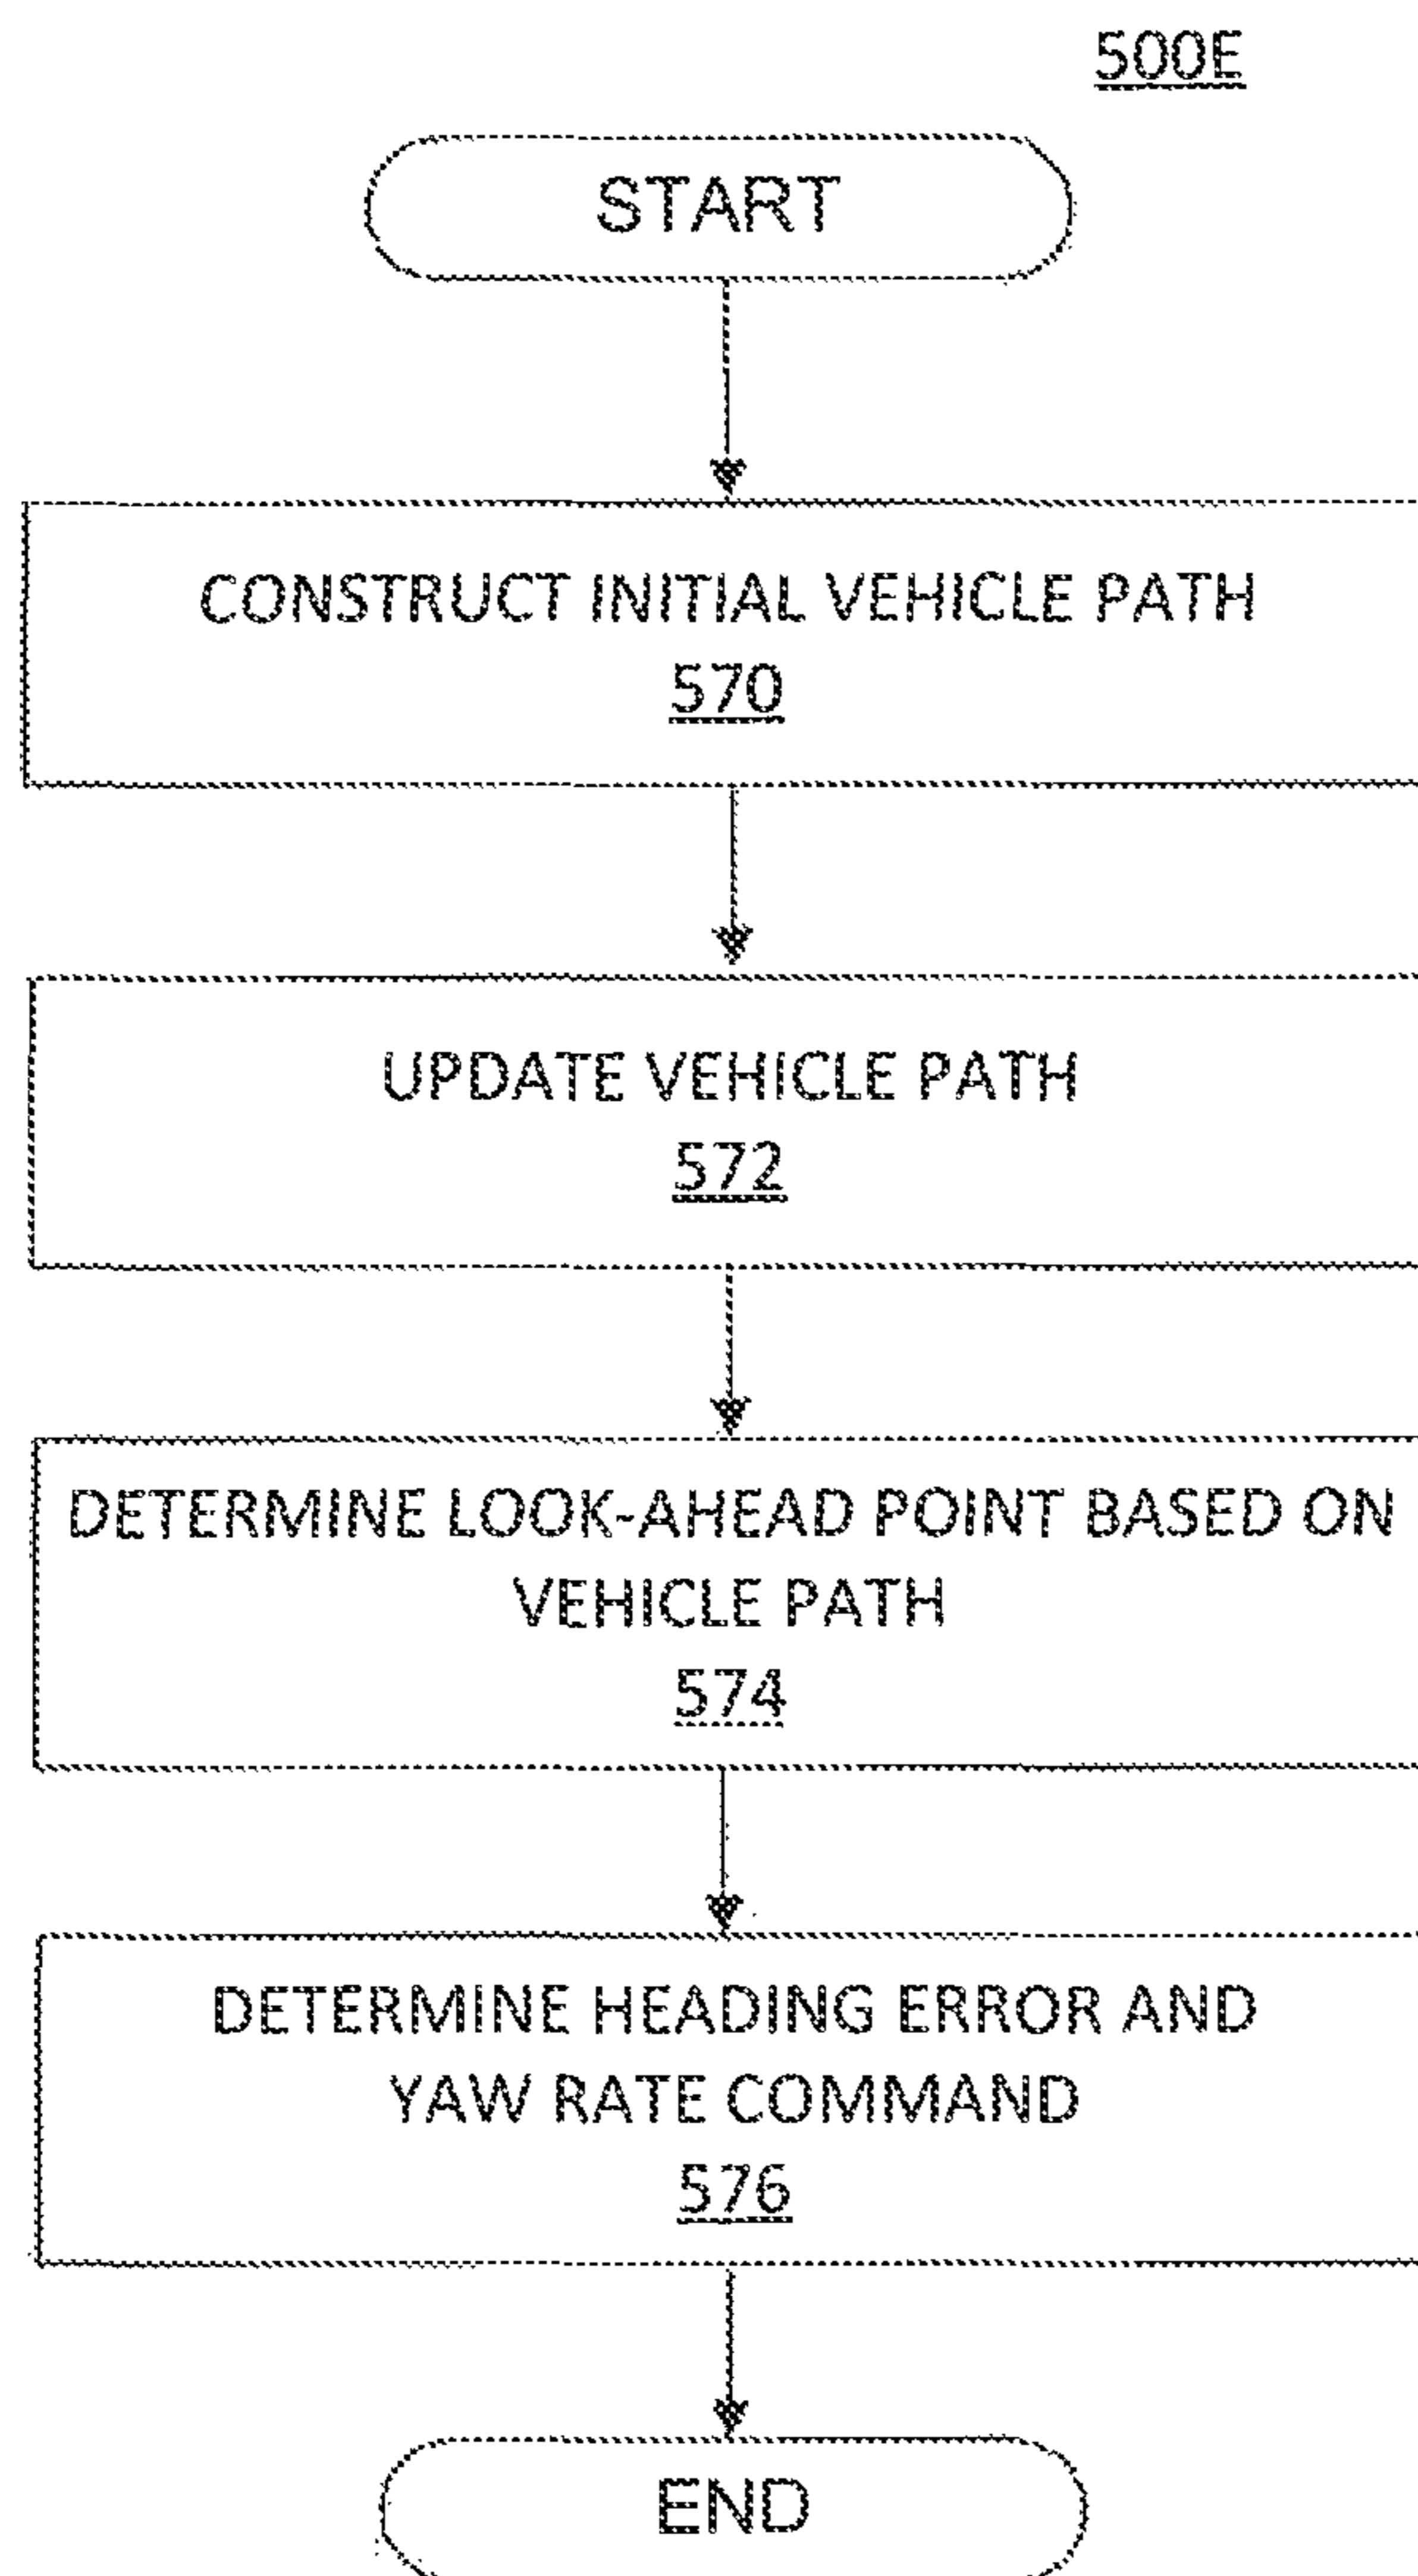 500E
START
CONSTRUCT INITIAL VEHICLE PATH
570
UPDATE VEHICLE PATH
572
DETERMINE LOOK-AHEAD POINT BASED ON
VEHICLE PATH
574
DETERMINE HEADING ERROR AND
YAW RATE COMMAND
576
END